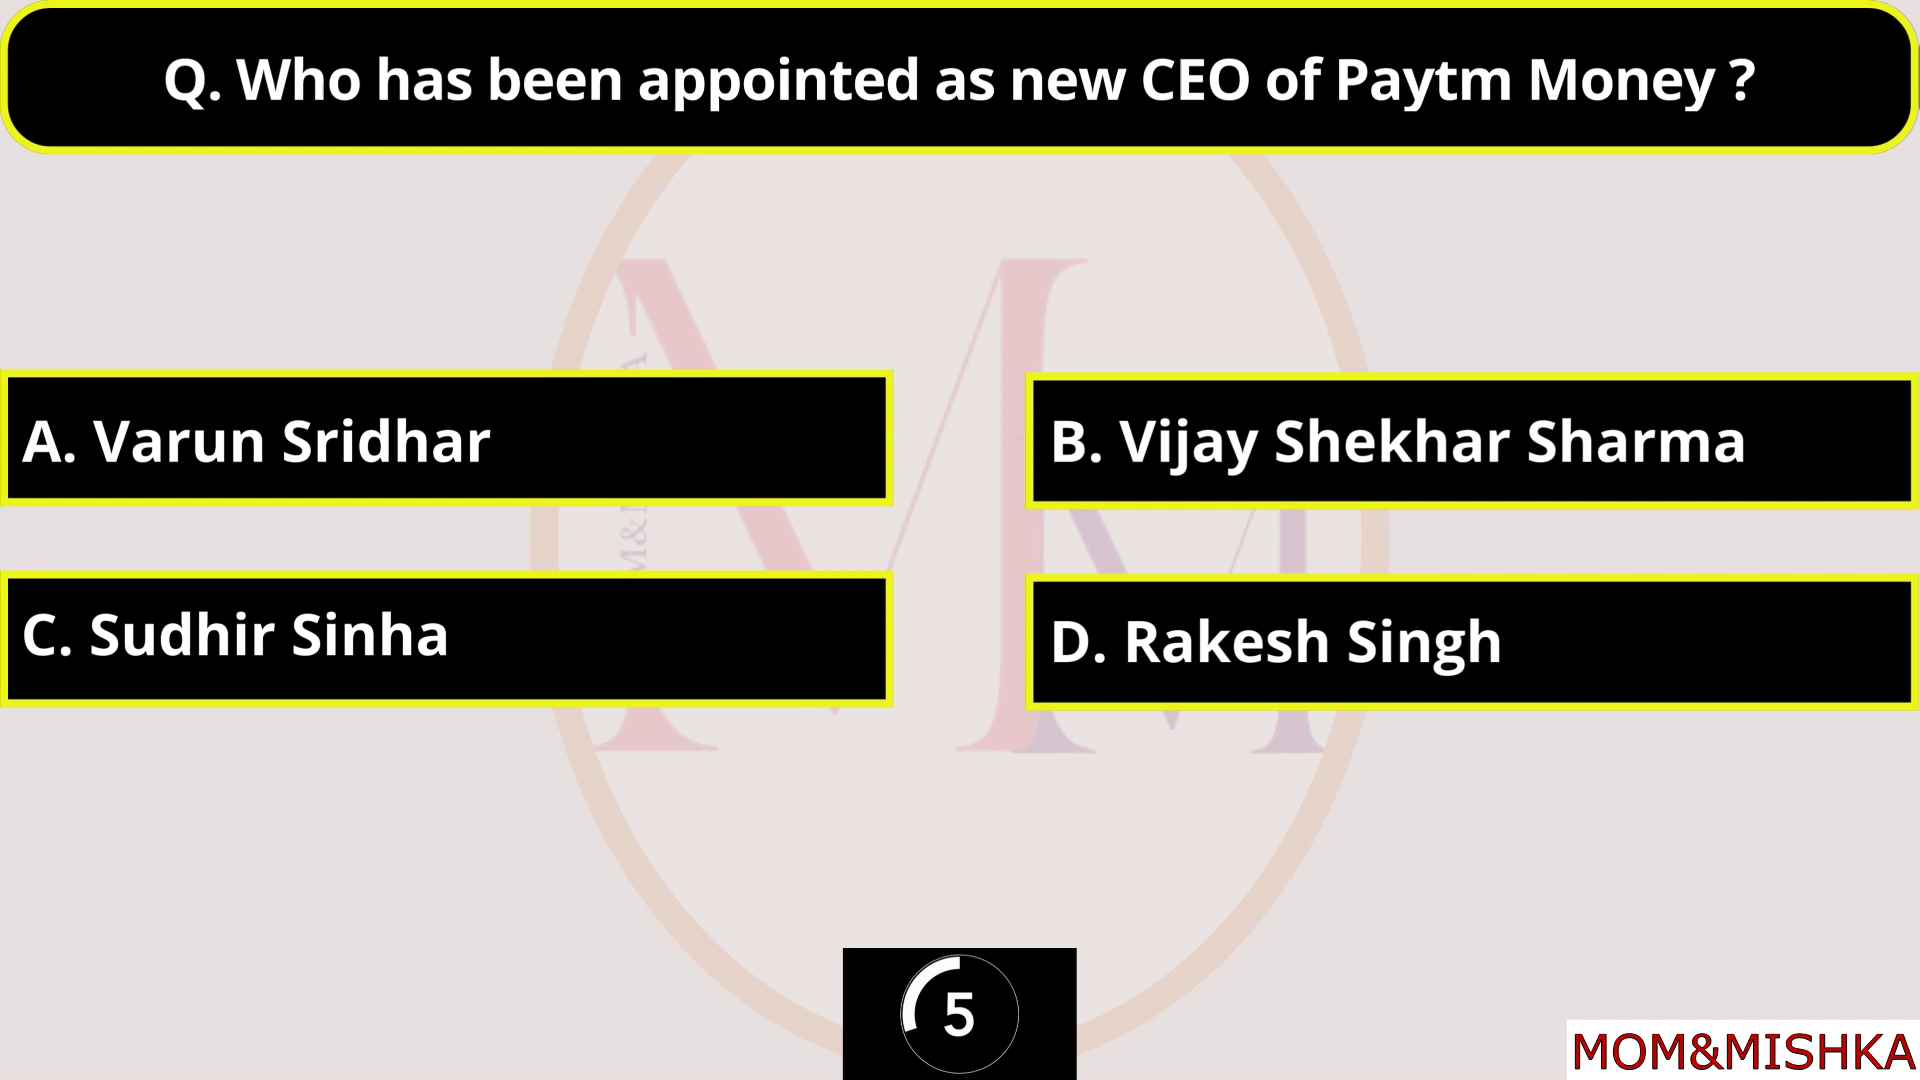 Q. Who has been appointed as new CEO of Paytm Money ?
A. Varun Sridhar
B. Vijay Shekhar Sharma
C. Sudhir Sinha
D. Rakesh Singh
5
MOM&MISHKA